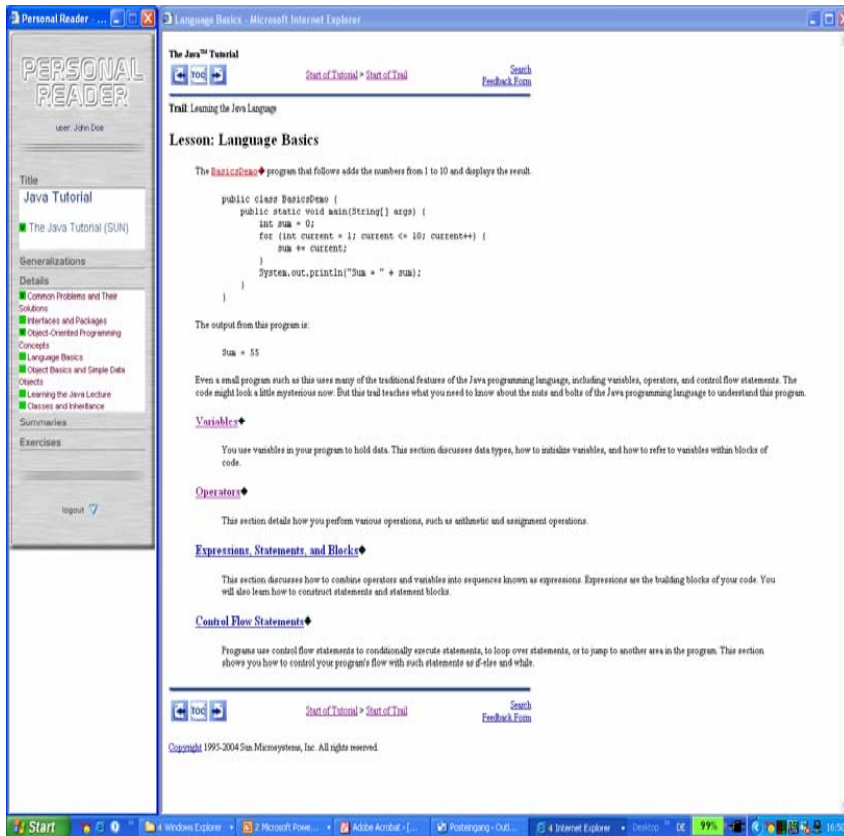 Personal Reader - ...
PERSONAL
READER
user: John Doe
Title
Java Tutorial
The Java Tutorial (SUN)
Generalizations
Details
Common Problems and Their
Solutions
Interfaces and Packages
Object-Oriented Programming
Concepts
Language Basics
Object Basics and Simple Data
Objects
Learning the Java Lecture
Classes and Inheritance
Summaries
Exercises
logout
Language Basics - Microsoft Internet Explorer
The Java™ Tutorial
TOC
Start of Tutorial > Start of Trail
Search
Feedback Form
Trail: Learning the Java Language
Lesson: Language Basics
The BasicsDemo program that follows adds the numbers from 1 to 10 and displays the result.
public class BasicsDemo {
public static void main(String[] args) {
int sum = 0;
for (int current = 1; current <= 10; current++) {
sum += current;
}
System.out.println("Sum = " + sum);
}
}
The output from this program is:
Sum = 55
Even a small program such as this uses many of the traditional features of the Java programming language, including variables, operators, and control flow statements. The
code might look a little mysterious now. But this trail teaches what you need to know about the nuts and bolts of the Java programming language to understand this program.
Variables
You use variables in your program to hold data. This section discusses data types, how to initialize variables, and how to refer to variables within blocks of
code.
Operators
This section details how you perform various operations, such as arithmetic and assignment operations.
Expressions, Statements, and Blocks
This section discusses how to combine operators and variables into sequences known as expressions. Expressions are the building blocks of your code. You
will also learn how to construct statements and statement blocks.
Control Flow Statements
Programs use control flow statements to conditionally execute statements, to loop over statements, or to jump to another area in the program. This section
shows you how to control your program's flow with such statements as if-else and while.
TOC
Start of Tutorial > Start of Trail
Search
Feedback Form
Copyright 1995-2004 Sun Microsystems, Inc. All rights reserved.
Start
4 Windows Explorer
2 Microsoft Powe...
Adobe Acrobat - [...
Posteingang - Outl...
4 Internet Explorer
Desktop
DE
99%